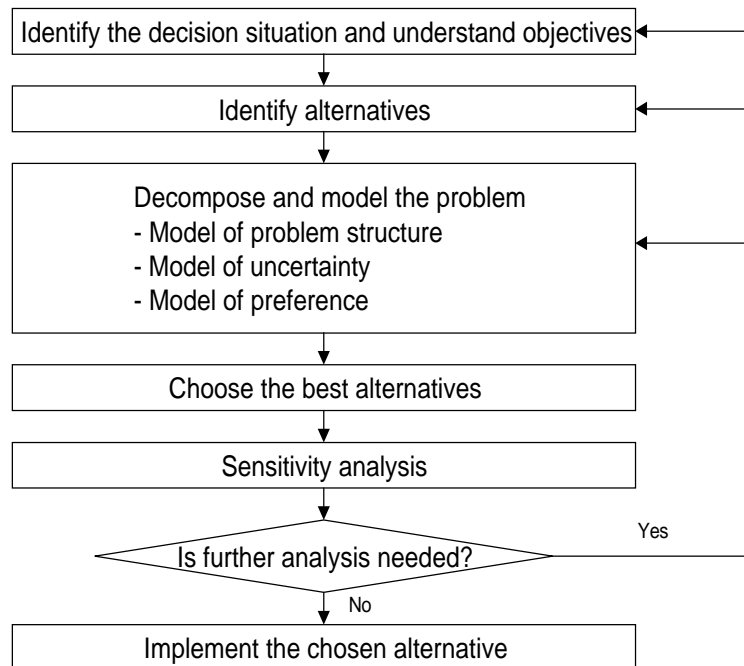 Identify the decision situation and understand objectives
Identify alternatives
Decompose and model the problem
- Model of problem structure
- Model of uncertainty
- Model of preference
Choose the best alternatives
Sensitivity analysis
Is further analysis needed?
Yes
No
Implement the chosen alternative